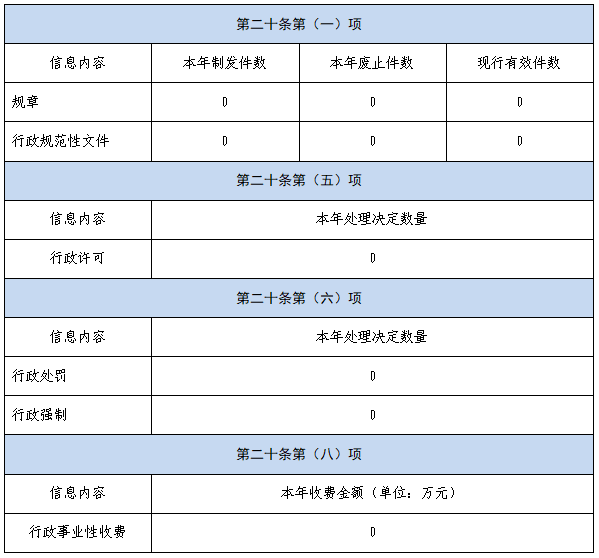 第二十条第（一）项
信息内容 本年制发件数 本年废止件数 现行有效件数
规章 0 0 0
行政规范性文件 0 0 0
第二十条第（五）项
信息内容 本年处理决定数量
行政许可 0
第二十条第（六）项
信息内容 本年处理决定数量
行政处罚 0
行政强制 0
第二十条第（八）项
信息内容 本年收费金额（单位：万元）
行政事业性收费 0